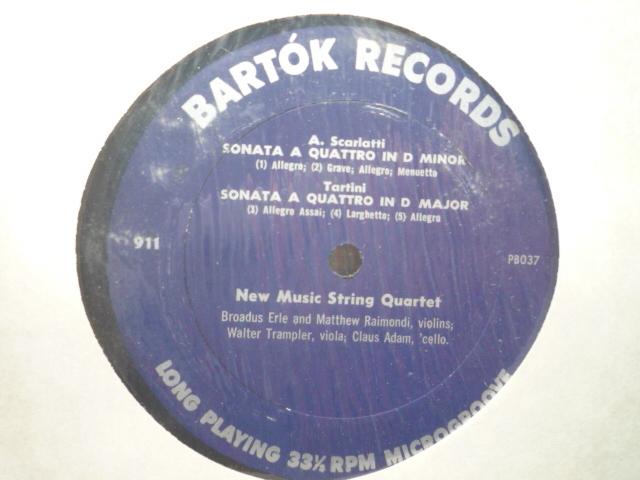 BARTÓK RECORDS
A. Scarlatti
SONATA A QUATTRO IN D MINOR
(1) Allegro; (2) Grave; Allegro; Menuetto
Tartini
SONATA A QUATTRO IN D MAJOR
(3) Allegro Assai; (4) Larghetto; (5) Allegro
911
PB037
New Music String Quartet
Broadus Erle and Matthew Raimondi, violins;
Walter Trampler, viola; Claus Adam, 'cello.
LONG PLAYING 33⅓ RPM MICROGROOVE